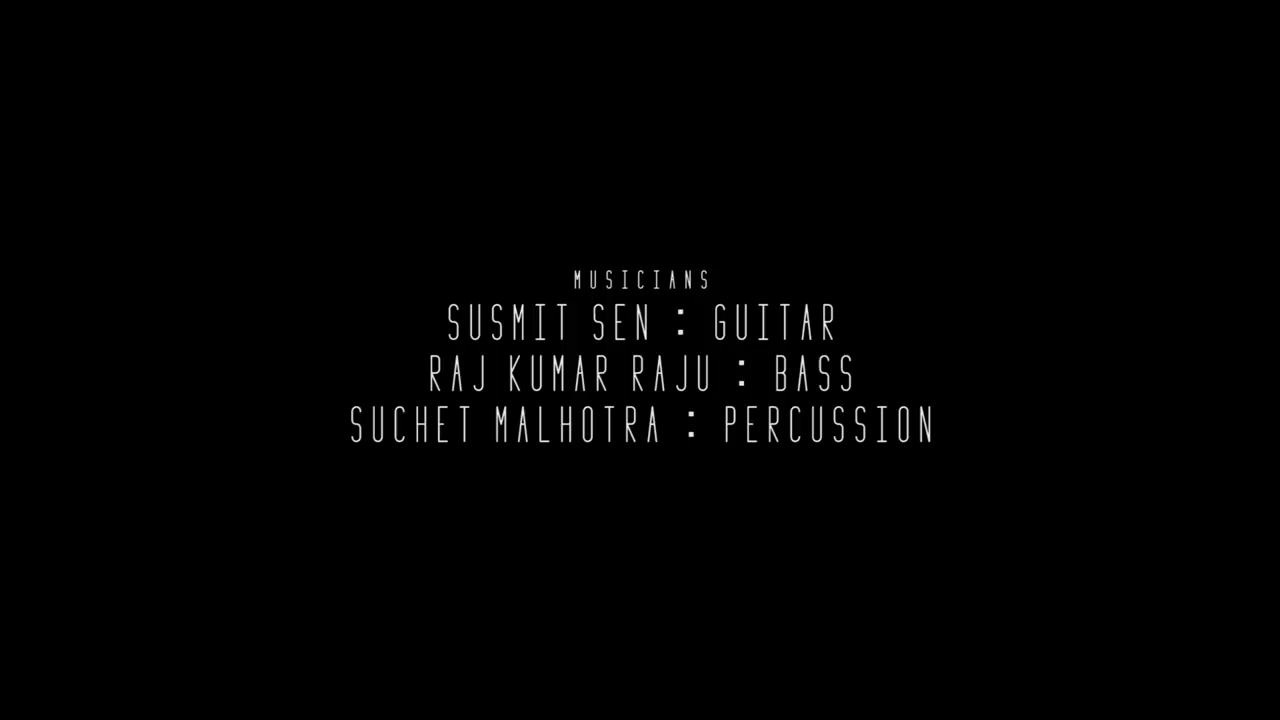 MUSICIANS
SUSMIT SEN : GUITAR
RAJ KUMAR RAJU : BASS
SUCHET MALHOTRA : PERCUSSION